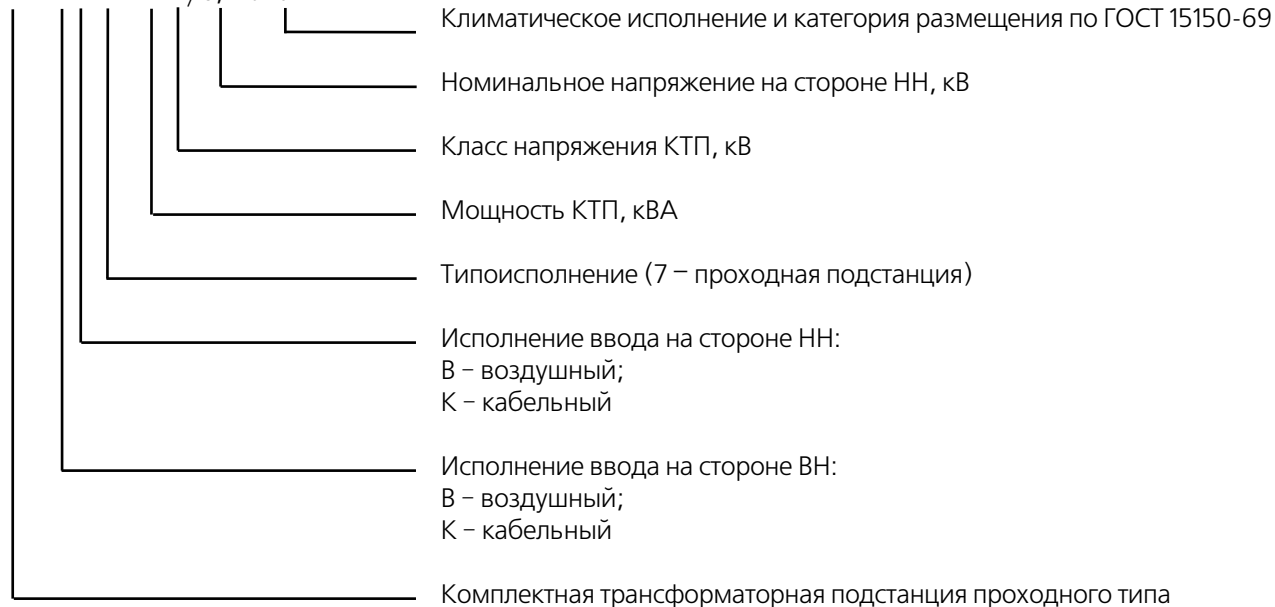 Климатическое исполнение и категория размещения по ГОСТ 15150-69
Номинальное напряжение на стороне НН, кВ
Класс напряжения КТП, кВ
Мощность КТП, кВА
Типоисполнение (7 – проходная подстанция)
Исполнение ввода на стороне НН:
В – воздушный;
К – кабельный
Исполнение ввода на стороне ВН:
В – воздушный;
К – кабельный
Комплектная трансформаторная подстанция проходного типа